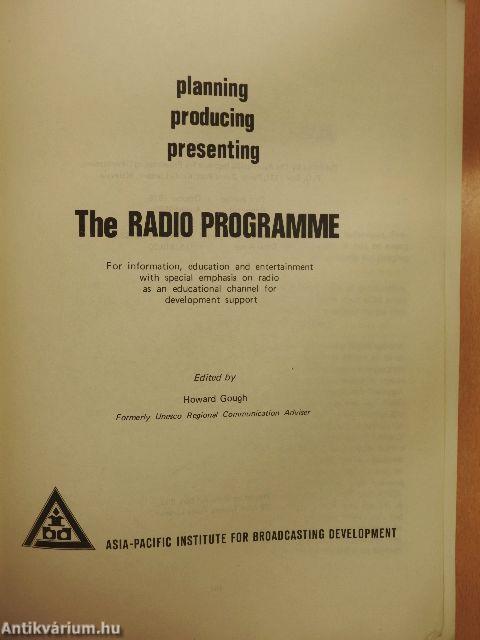 planning
producing
presenting
The RADIO PROGRAMME
For information, education and entertainment
with special emphasis on radio
as an educational channel for
development support
Edited by
Howard Gough
Formerly Unesco Regional Communication Adviser
ibd
ASIA-PACIFIC INSTITUTE FOR BROADCASTING DEVELOPMENT
Antikvárium.hu